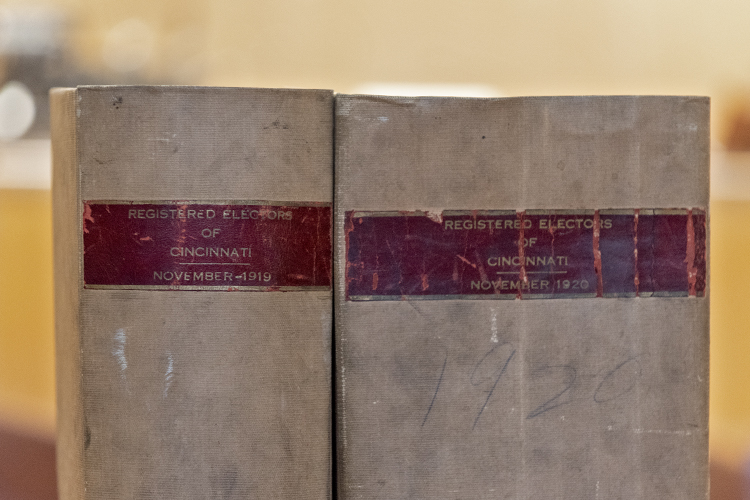 REGISTERED ELECTORS
OF
CINCINNATI
NOVEMBER-1919
REGISTERED ELECTORS
OF
CINCINNATI
NOVEMBER 1920
1920